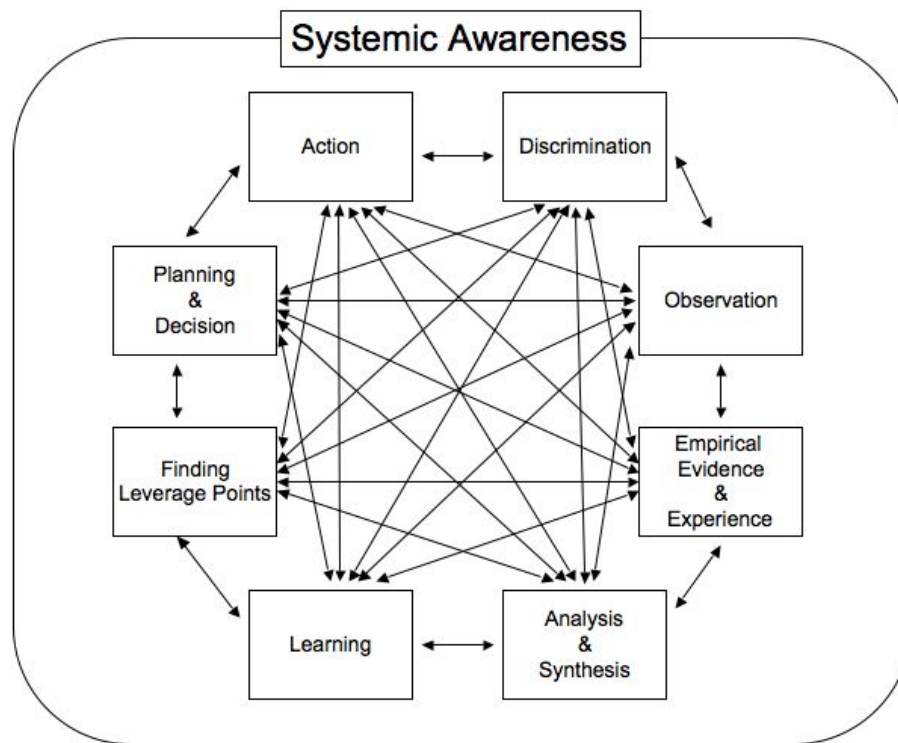 Systemic Awareness
Action
Discrimination
Planning
&
Decision
Observation
Finding
Leverage Points
Empirical
Evidence
&
Experience
Learning
Analysis
&
Synthesis